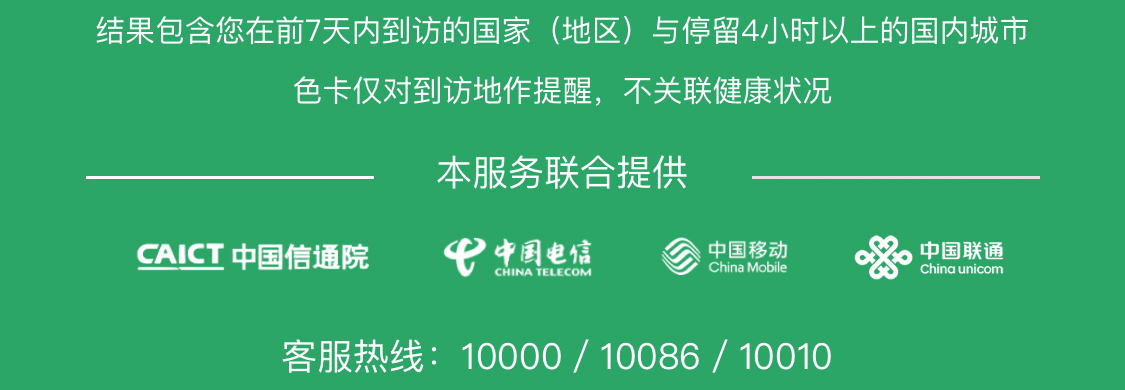 结果包含您在前7天内到访的国家（地区）与停留4小时以上的国内城市
色卡仅对到访地作提醒，不关联健康状况
本服务联合提供
CAICT 中国信通院 中国电信 中国移动 中国联通
CHINA TELECOM China Mobile China unicom
客服热线：10000 / 10086 / 10010